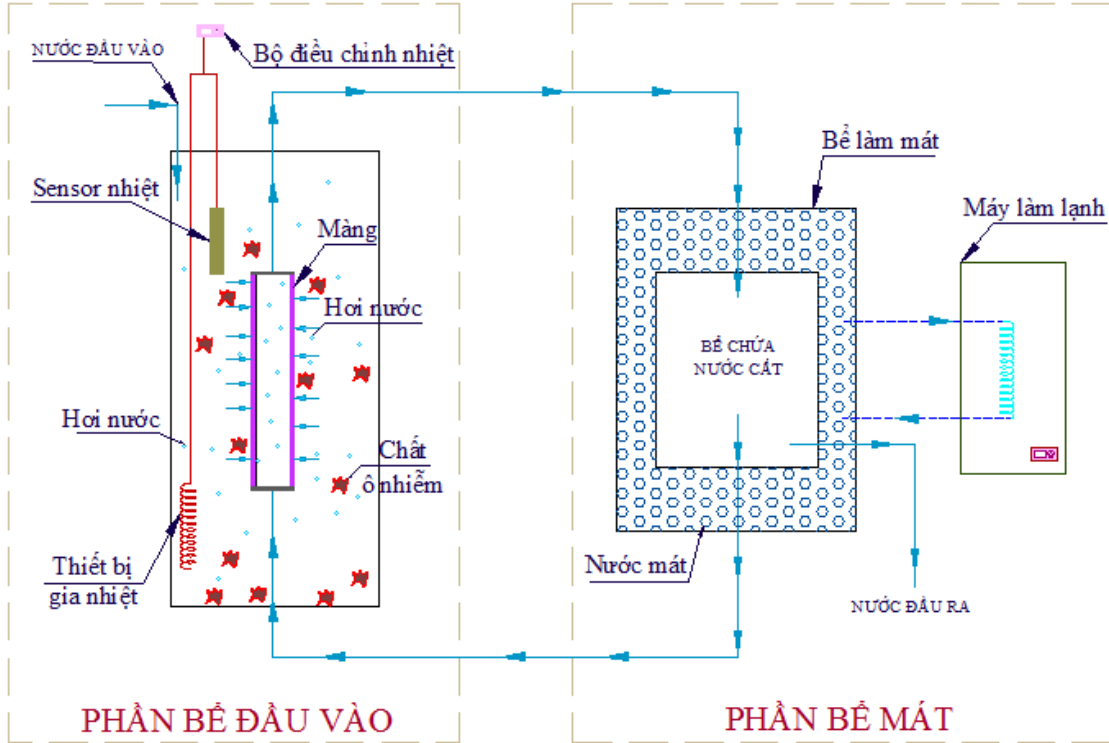 NƯỚC ĐẦU VÀO
Bộ điều chỉnh nhiệt
Sensor nhiệt
Màng
Hơi nước
Hơi nước
Chất
ô nhiễm
Thiết bị
gia nhiệt
PHẦN BỂ ĐẦU VÀO
Bể làm mát
Máy làm lạnh
BỂ CHỨA
NƯỚC CẤT
Nước mát
NƯỚC ĐẦU RA
PHẦN BỂ MÁT